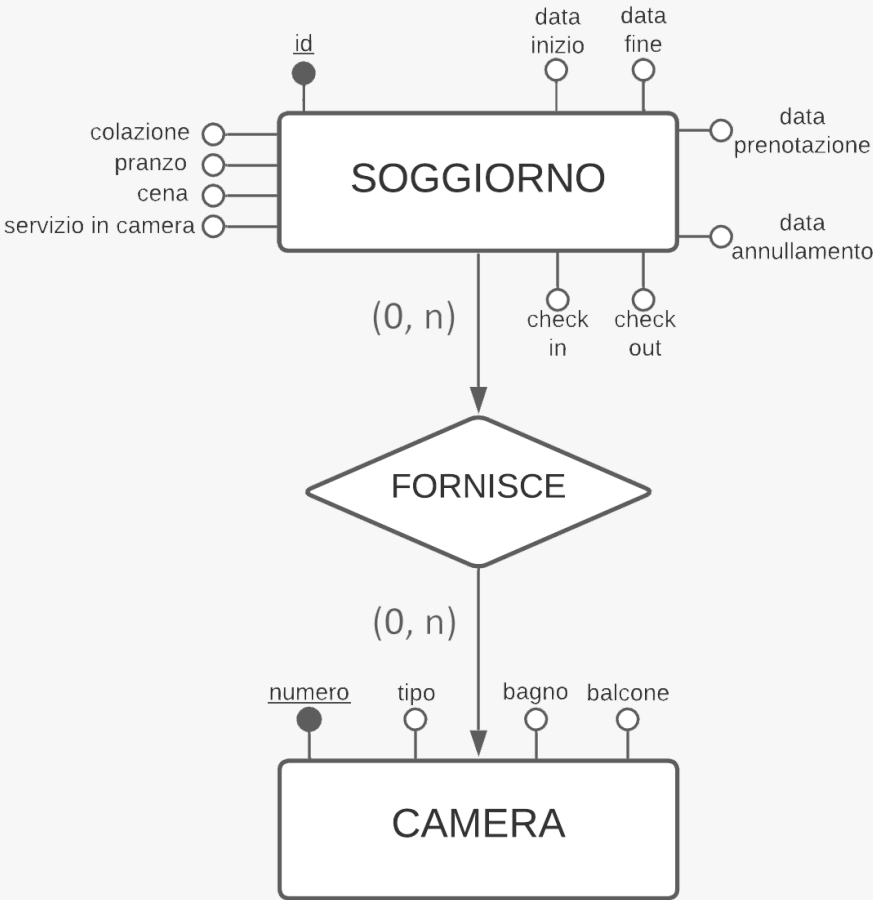 id
data
inizio
data
fine
colazione
pranzo
cena
servizio in camera
SOGGIORNO
data
prenotazione
data
annullamento
(0, n)
check
in
check
out
FORNISCE
(0, n)
numero
tipo
bagno
balcone
CAMERA